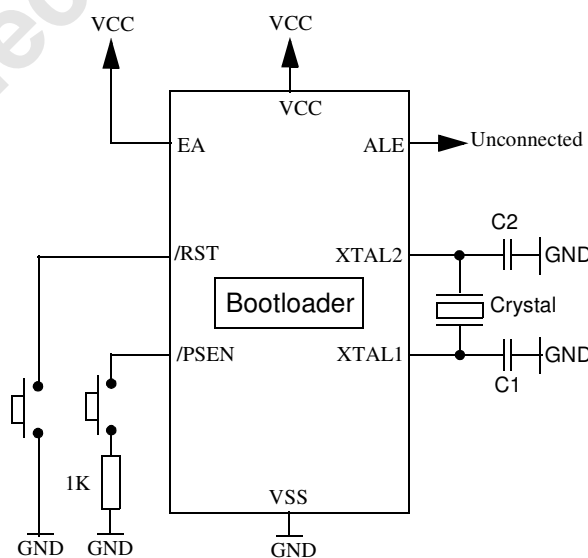 VCC
VCC
VCC
EA
ALE
Unconnected
/RST
XTAL2
C2
GND
Bootloader
Crystal
/PSEN
XTAL1
GND
C1
1K
VSS
GND
GND
GND